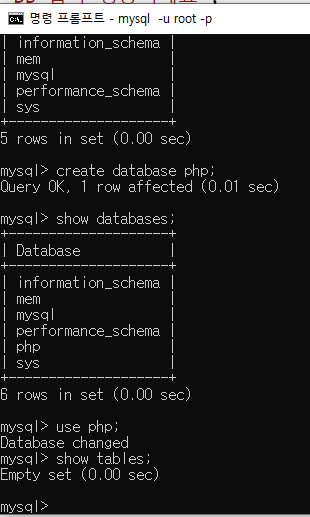 명령 프롬프트 - mysql -u root -p
| information_schema |
| mem                |
| mysql              |
| performance_schema |
| sys                |
+--------------------+
5 rows in set (0.00 sec)
mysql> create database php;
Query OK, 1 row affected (0.01 sec)
mysql> show databases;
+--------------------+
| Database           |
+--------------------+
| information_schema |
| mem                |
| mysql              |
| performance_schema |
| php                |
| sys                |
+--------------------+
6 rows in set (0.00 sec)
mysql> use php;
Database changed
mysql> show tables;
Empty set (0.00 sec)
mysql>